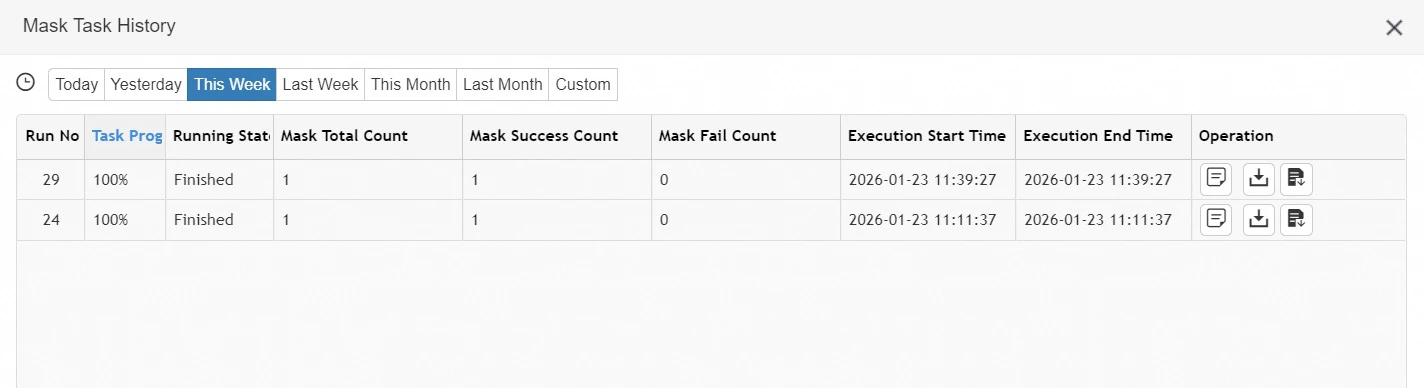 Mask Task History
Today Yesterday This Week Last Week This Month Last Month Custom
Run No Task Prog Running Stat Mask Total Count Mask Success Count Mask Fail Count Execution Start Time Execution End Time Operation
29 100% Finished 1 1 0 2026-01-23 11:39:27 2026-01-23 11:39:27
24 100% Finished 1 1 0 2026-01-23 11:11:37 2026-01-23 11:11:37